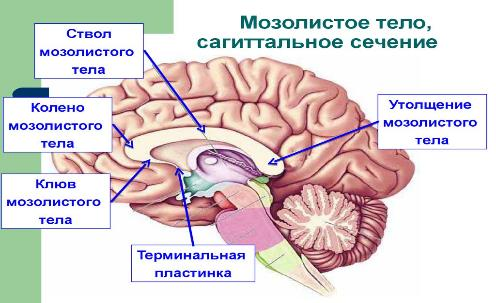 Мозолистое тело,
сагиттальное сечение
Ствол
мозолистого
тела
Колено
мозолистого
тела
Клюв
мозолистого
тела
Терминальная
пластинка
Утолщение
мозолистого
тела